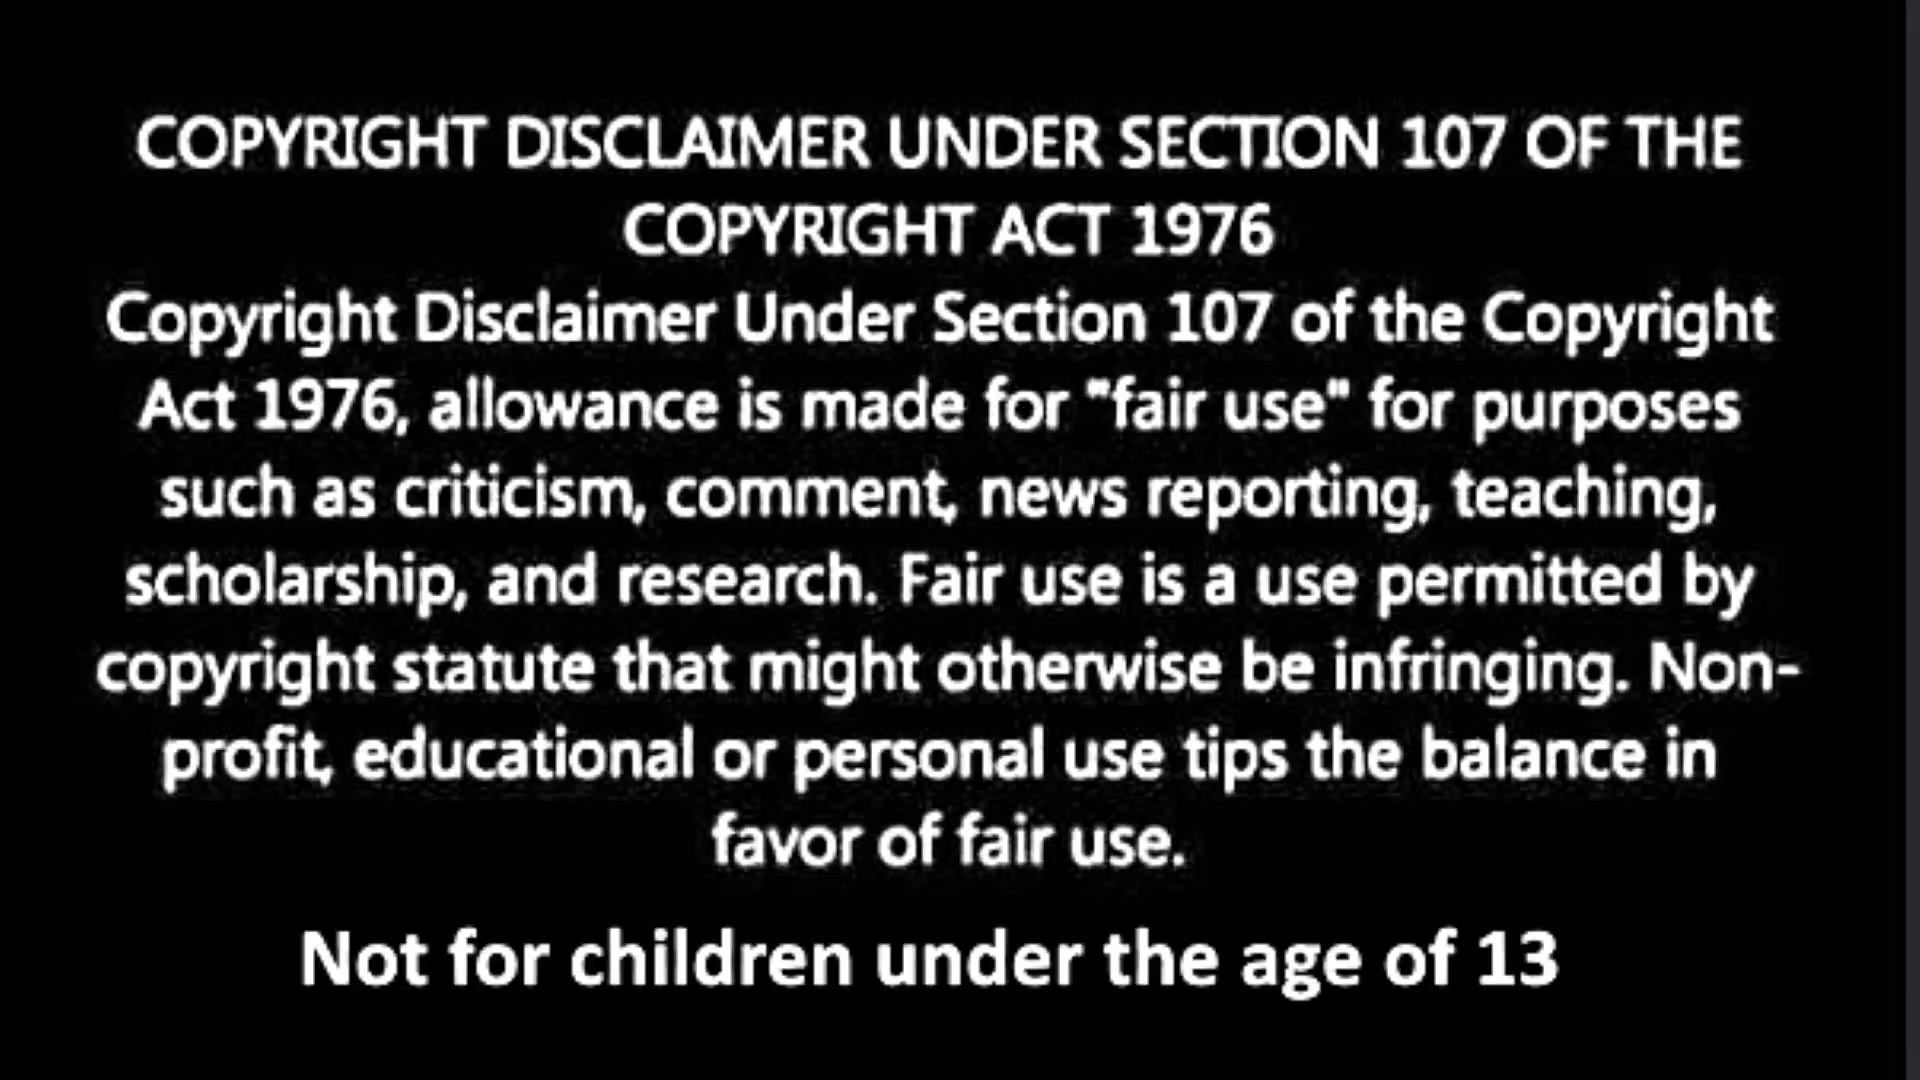 COPYRIGHT DISCLAIMER UNDER SECTION 107 OF THE
COPYRIGHT ACT 1976
Copyright Disclaimer Under Section 107 of the Copyright
Act 1976, allowance is made for "fair use" for purposes
such as criticism, comment, news reporting, teaching,
scholarship, and research. Fair use is a use permitted by
copyright statute that might otherwise be infringing. Non-
profit, educational or personal use tips the balance in
favor of fair use.
Not for children under the age of 13